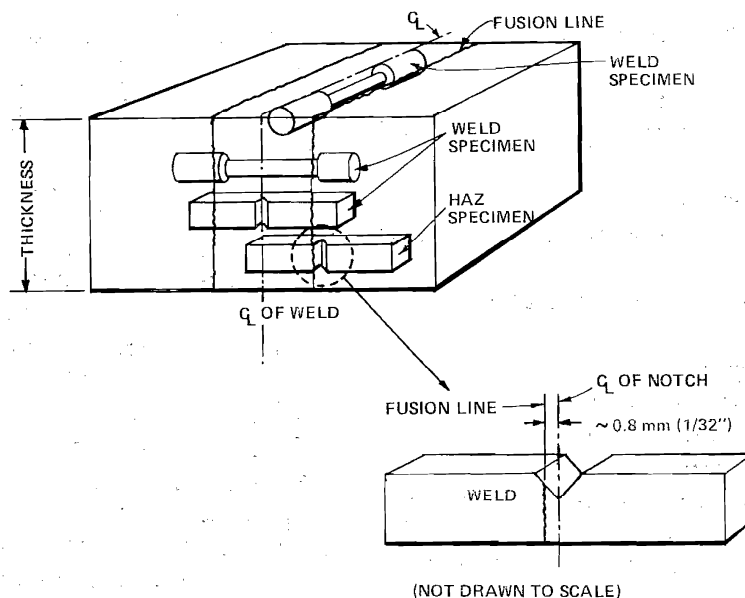 ℄
FUSION LINE
WELD
SPECIMEN
WELD
SPECIMEN
HAZ
SPECIMEN
THICKNESS
℄ OF WELD
℄ OF NOTCH
FUSION LINE
~ 0.8 mm (1/32")
WELD
(NOT DRAWN TO SCALE)